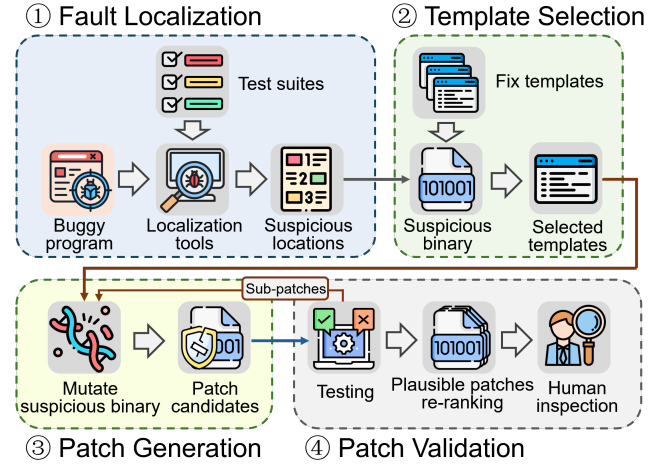 ① Fault Localization
② Template Selection
Test suites
Fix templates
1
2
3
101001
Buggy
program
Localization
tools
Suspicious
locations
Suspicious
binary
Selected
templates
Sub-patches
001
101001
Mutate
suspicious binary
Patch
candidates
Testing
Plausible patches
re-ranking
Human
inspection
③ Patch Generation
④ Patch Validation